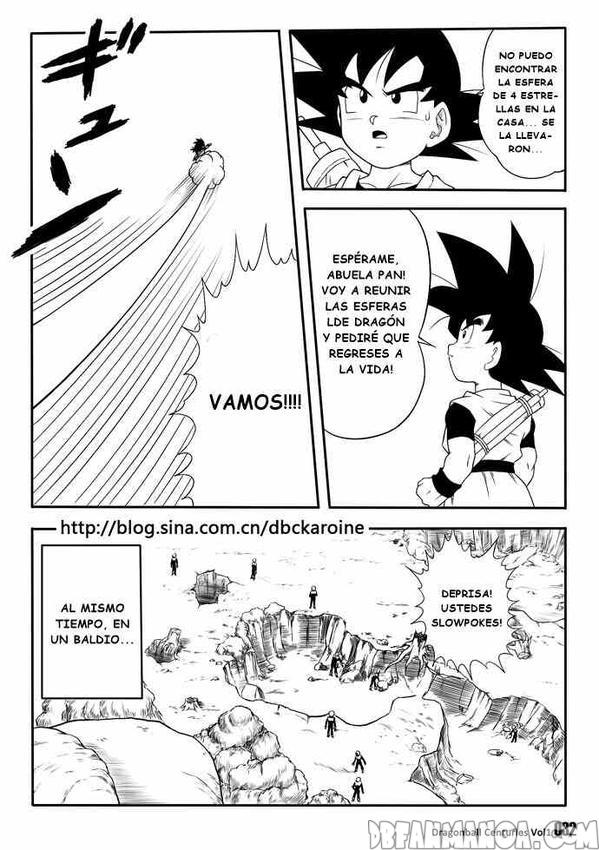 NO PUEDO
ENCONTRAR
LA ESFERA
DE 4 ESTRE-
LLAS EN LA
CASA... SE
LA LLEVA-
RON...
ESPÉRAME,
ABUELA PAN!
VOY A REUNIR
LAS ESFERAS
LDE DRAGÓN
Y PEDIRÉ QUE
REGRESES A
LA VIDA!
ギュー
VAMOS!!!!
http://blog.sina.com.cn/dbckaroine
AL MISMO
TIEMPO, EN
UN BALDIO...
DEPRISA!
USTEDES
SLOWPOKES!
Dragonball Centuries Vol1 032
DBFANMANGA.COM